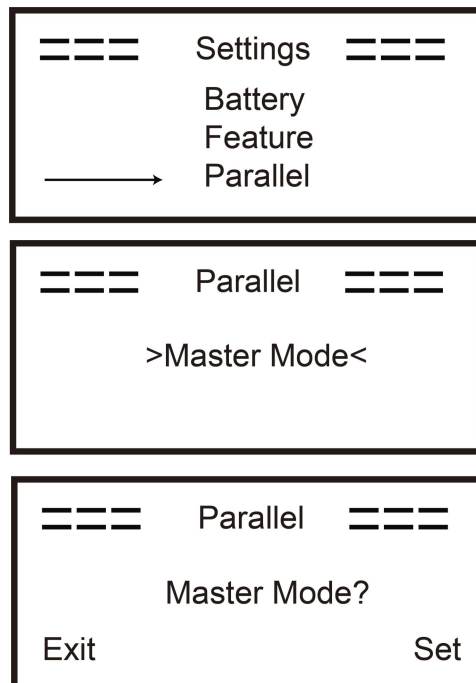 === Settings ===
Battery
Feature
Parallel
=== Parallel ===
>Master Mode<
=== Parallel ===
Master Mode?
Exit Set